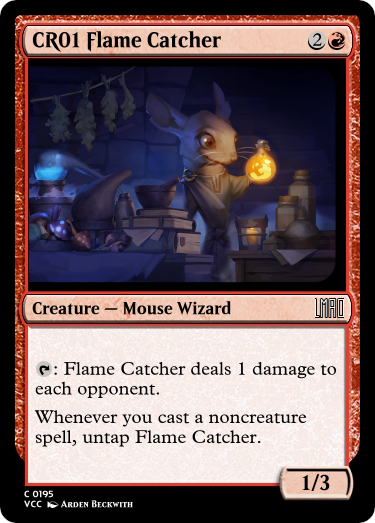 CR01 Flame Catcher 2
Creature — Mouse Wizard LMAO
: Flame Catcher deals 1 damage to
each opponent.
Whenever you cast a noncreature
spell, untap Flame Catcher.
1/3
C 0195
VCC Arden Beckwith